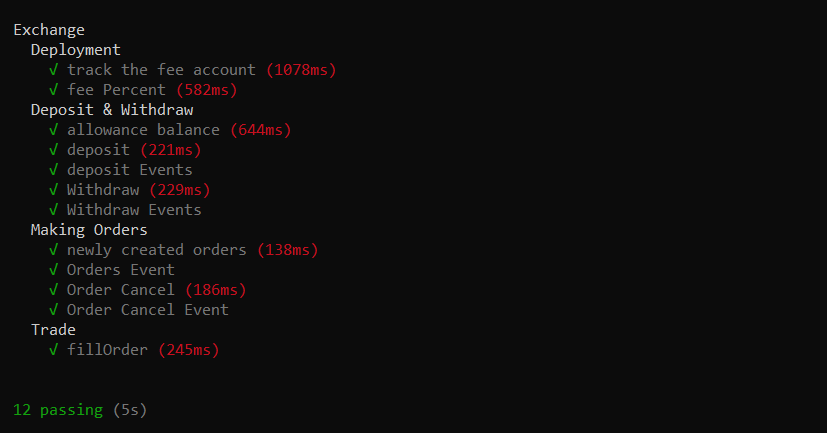 Exchange
Deployment
√ track the fee account (1078ms)
√ fee Percent (582ms)
Deposit & Withdraw
√ allowance balance (644ms)
√ deposit (221ms)
√ deposit Events
√ Withdraw (229ms)
√ Withdraw Events
Making Orders
√ newly created orders (138ms)
√ Orders Event
√ Order Cancel (186ms)
√ Order Cancel Event
Trade
√ fillOrder (245ms)
12 passing (5s)